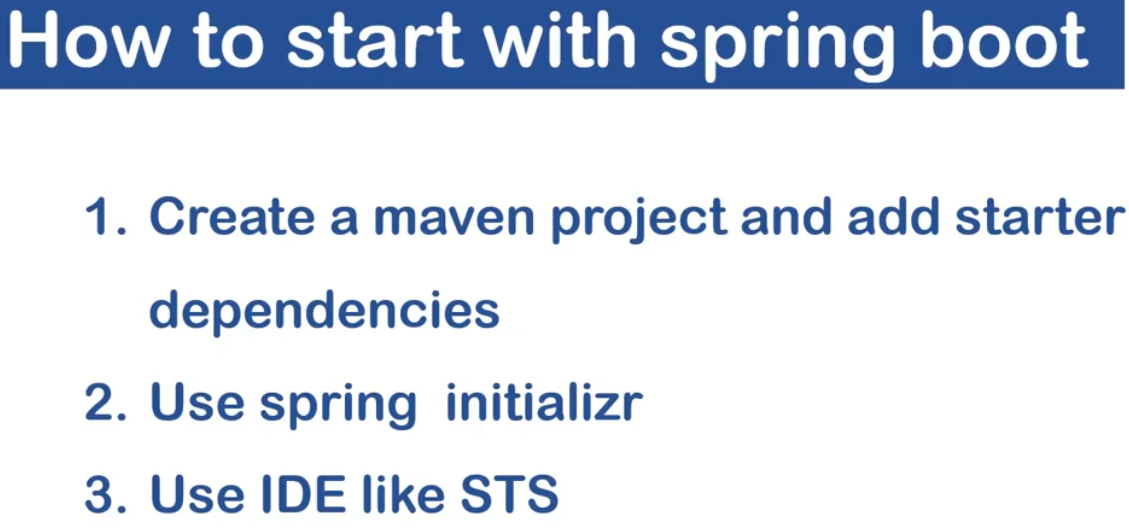 How to start with spring boot
1. Create a maven project and add starter
dependencies
2. Use spring initializr
3. Use IDE like STS